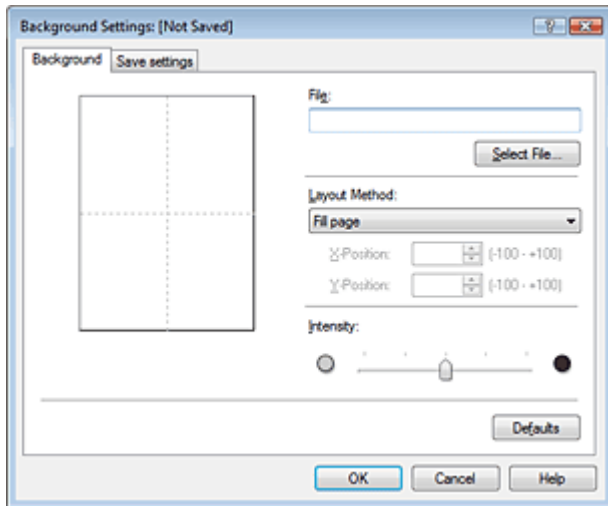 Background Settings: [Not Saved]
Background Save settings
File:
Select File...
Layout Method:
Fill page
X-Position: (-100 - +100)
Y-Position: (-100 - +100)
Intensity:
Defaults
OK Cancel Help